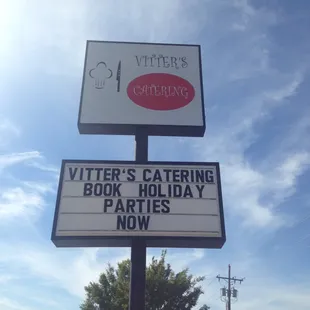 VITTER'S
CATERING
VITTER'S CATERING
BOOK HOLIDAY
PARTIES
NOW